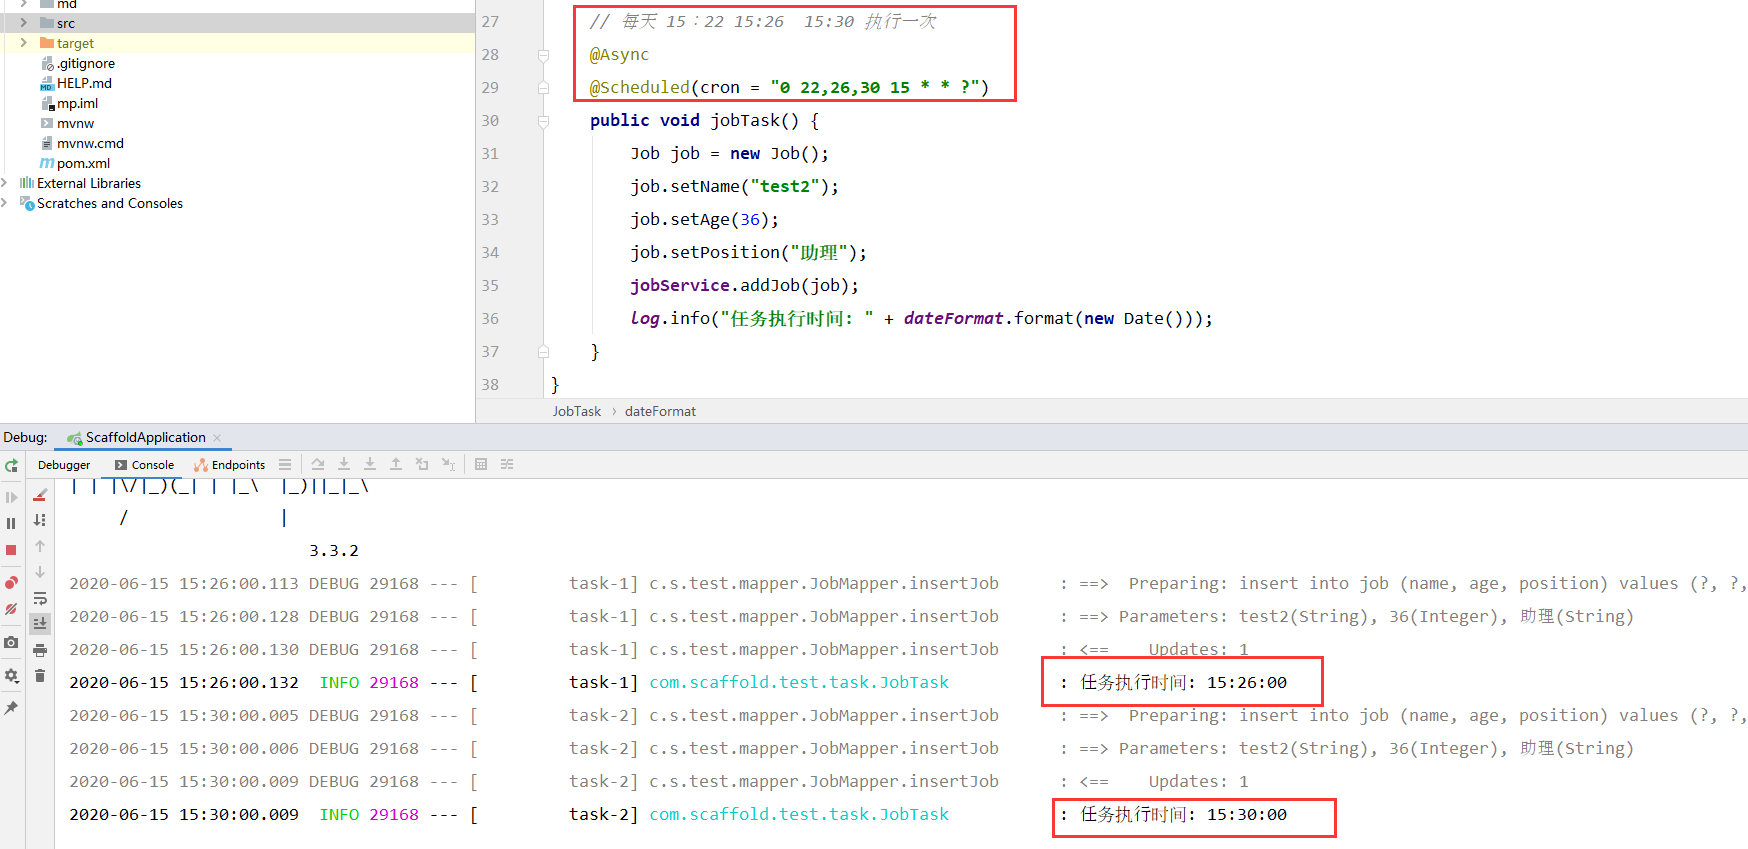 md
src
target
.gitignore
HELP.md
mp.iml
mvnw
mvnw.cmd
pom.xml
External Libraries
Scratches and Consoles
27 // 每天 15：22 15:26  15:30 执行一次
28 @Async
29 @Scheduled(cron = "0 22,26,30 15 * * ?")
30 public void jobTask() {
31 Job job = new Job();
32 job.setName("test2");
33 job.setAge(36);
34 job.setPosition("助理");
35 jobService.addJob(job);
36 log.info("任务执行时间: " + dateFormat.format(new Date()));
37 }
38 }
JobTask › dateFormat
Debug: ScaffoldApplication ×
Debugger Console Endpoints
| | |\/|_)(_| | |_\  |_)||_|_\
/ |
3.3.2
2020-06-15 15:26:00.113 DEBUG 29168 --- [ task-1] c.s.test.mapper.JobMapper.insertJob : ==>  Preparing: insert into job (name, age, position) values (?, ?,
2020-06-15 15:26:00.128 DEBUG 29168 --- [ task-1] c.s.test.mapper.JobMapper.insertJob : ==> Parameters: test2(String), 36(Integer), 助理(String)
2020-06-15 15:26:00.130 DEBUG 29168 --- [ task-1] c.s.test.mapper.JobMapper.insertJob : <==    Updates: 1
2020-06-15 15:26:00.132  INFO 29168 --- [ task-1] com.scaffold.test.task.JobTask : 任务执行时间: 15:26:00
2020-06-15 15:30:00.005 DEBUG 29168 --- [ task-2] c.s.test.mapper.JobMapper.insertJob : ==>  Preparing: insert into job (name, age, position) values (?, ?,
2020-06-15 15:30:00.006 DEBUG 29168 --- [ task-2] c.s.test.mapper.JobMapper.insertJob : ==> Parameters: test2(String), 36(Integer), 助理(String)
2020-06-15 15:30:00.009 DEBUG 29168 --- [ task-2] c.s.test.mapper.JobMapper.insertJob : <==    Updates: 1
2020-06-15 15:30:00.009  INFO 29168 --- [ task-2] com.scaffold.test.task.JobTask : 任务执行时间: 15:30:00